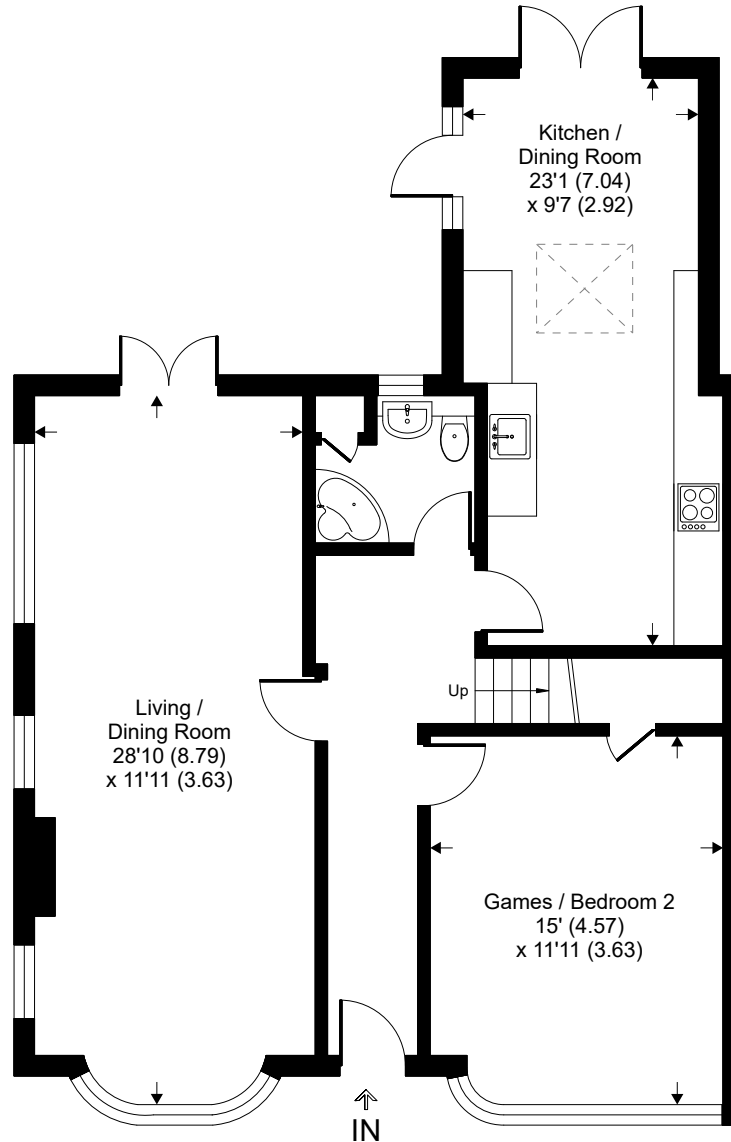 Kitchen /
Dining Room
23'1 (7.04)
x 9'7 (2.92)
Up
Living /
Dining Room
28'10 (8.79)
x 11'11 (3.63)
Games / Bedroom 2
15' (4.57)
x 11'11 (3.63)
IN